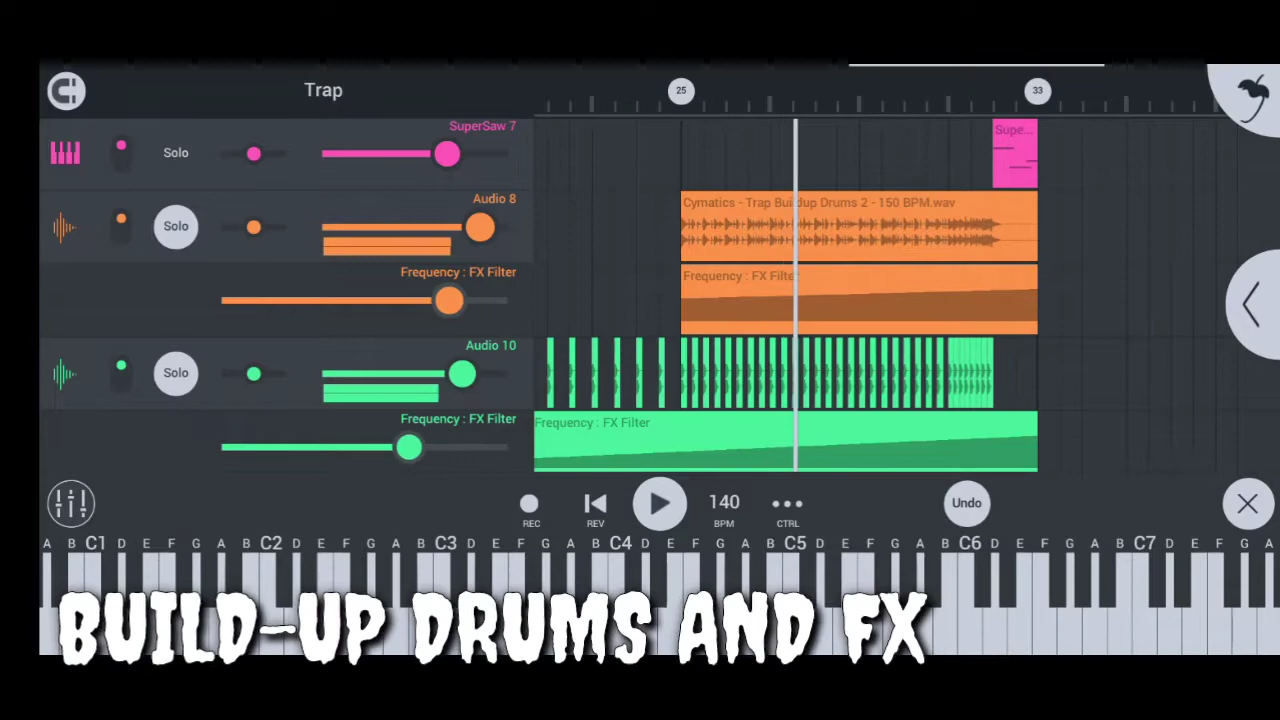 Trap
25
33
SuperSaw 7
Solo
Supe...
Audio 8
Solo
Cymatics - Trap Buildup Drums 2 - 150 BPM.wav
Frequency : FX Filter
Frequency : FX Filter
Audio 10
Solo
Frequency : FX Filter
Frequency : FX Filter
REC
REV
140
BPM
CTRL
Undo
A B C1 D E F G A B C2 D E F G A B C3 D E F G A B C4 D E F G A B C5 D E F G A B C6 D E F G A B C7 D E F G A
BUILD-UP DRUMS AND FX